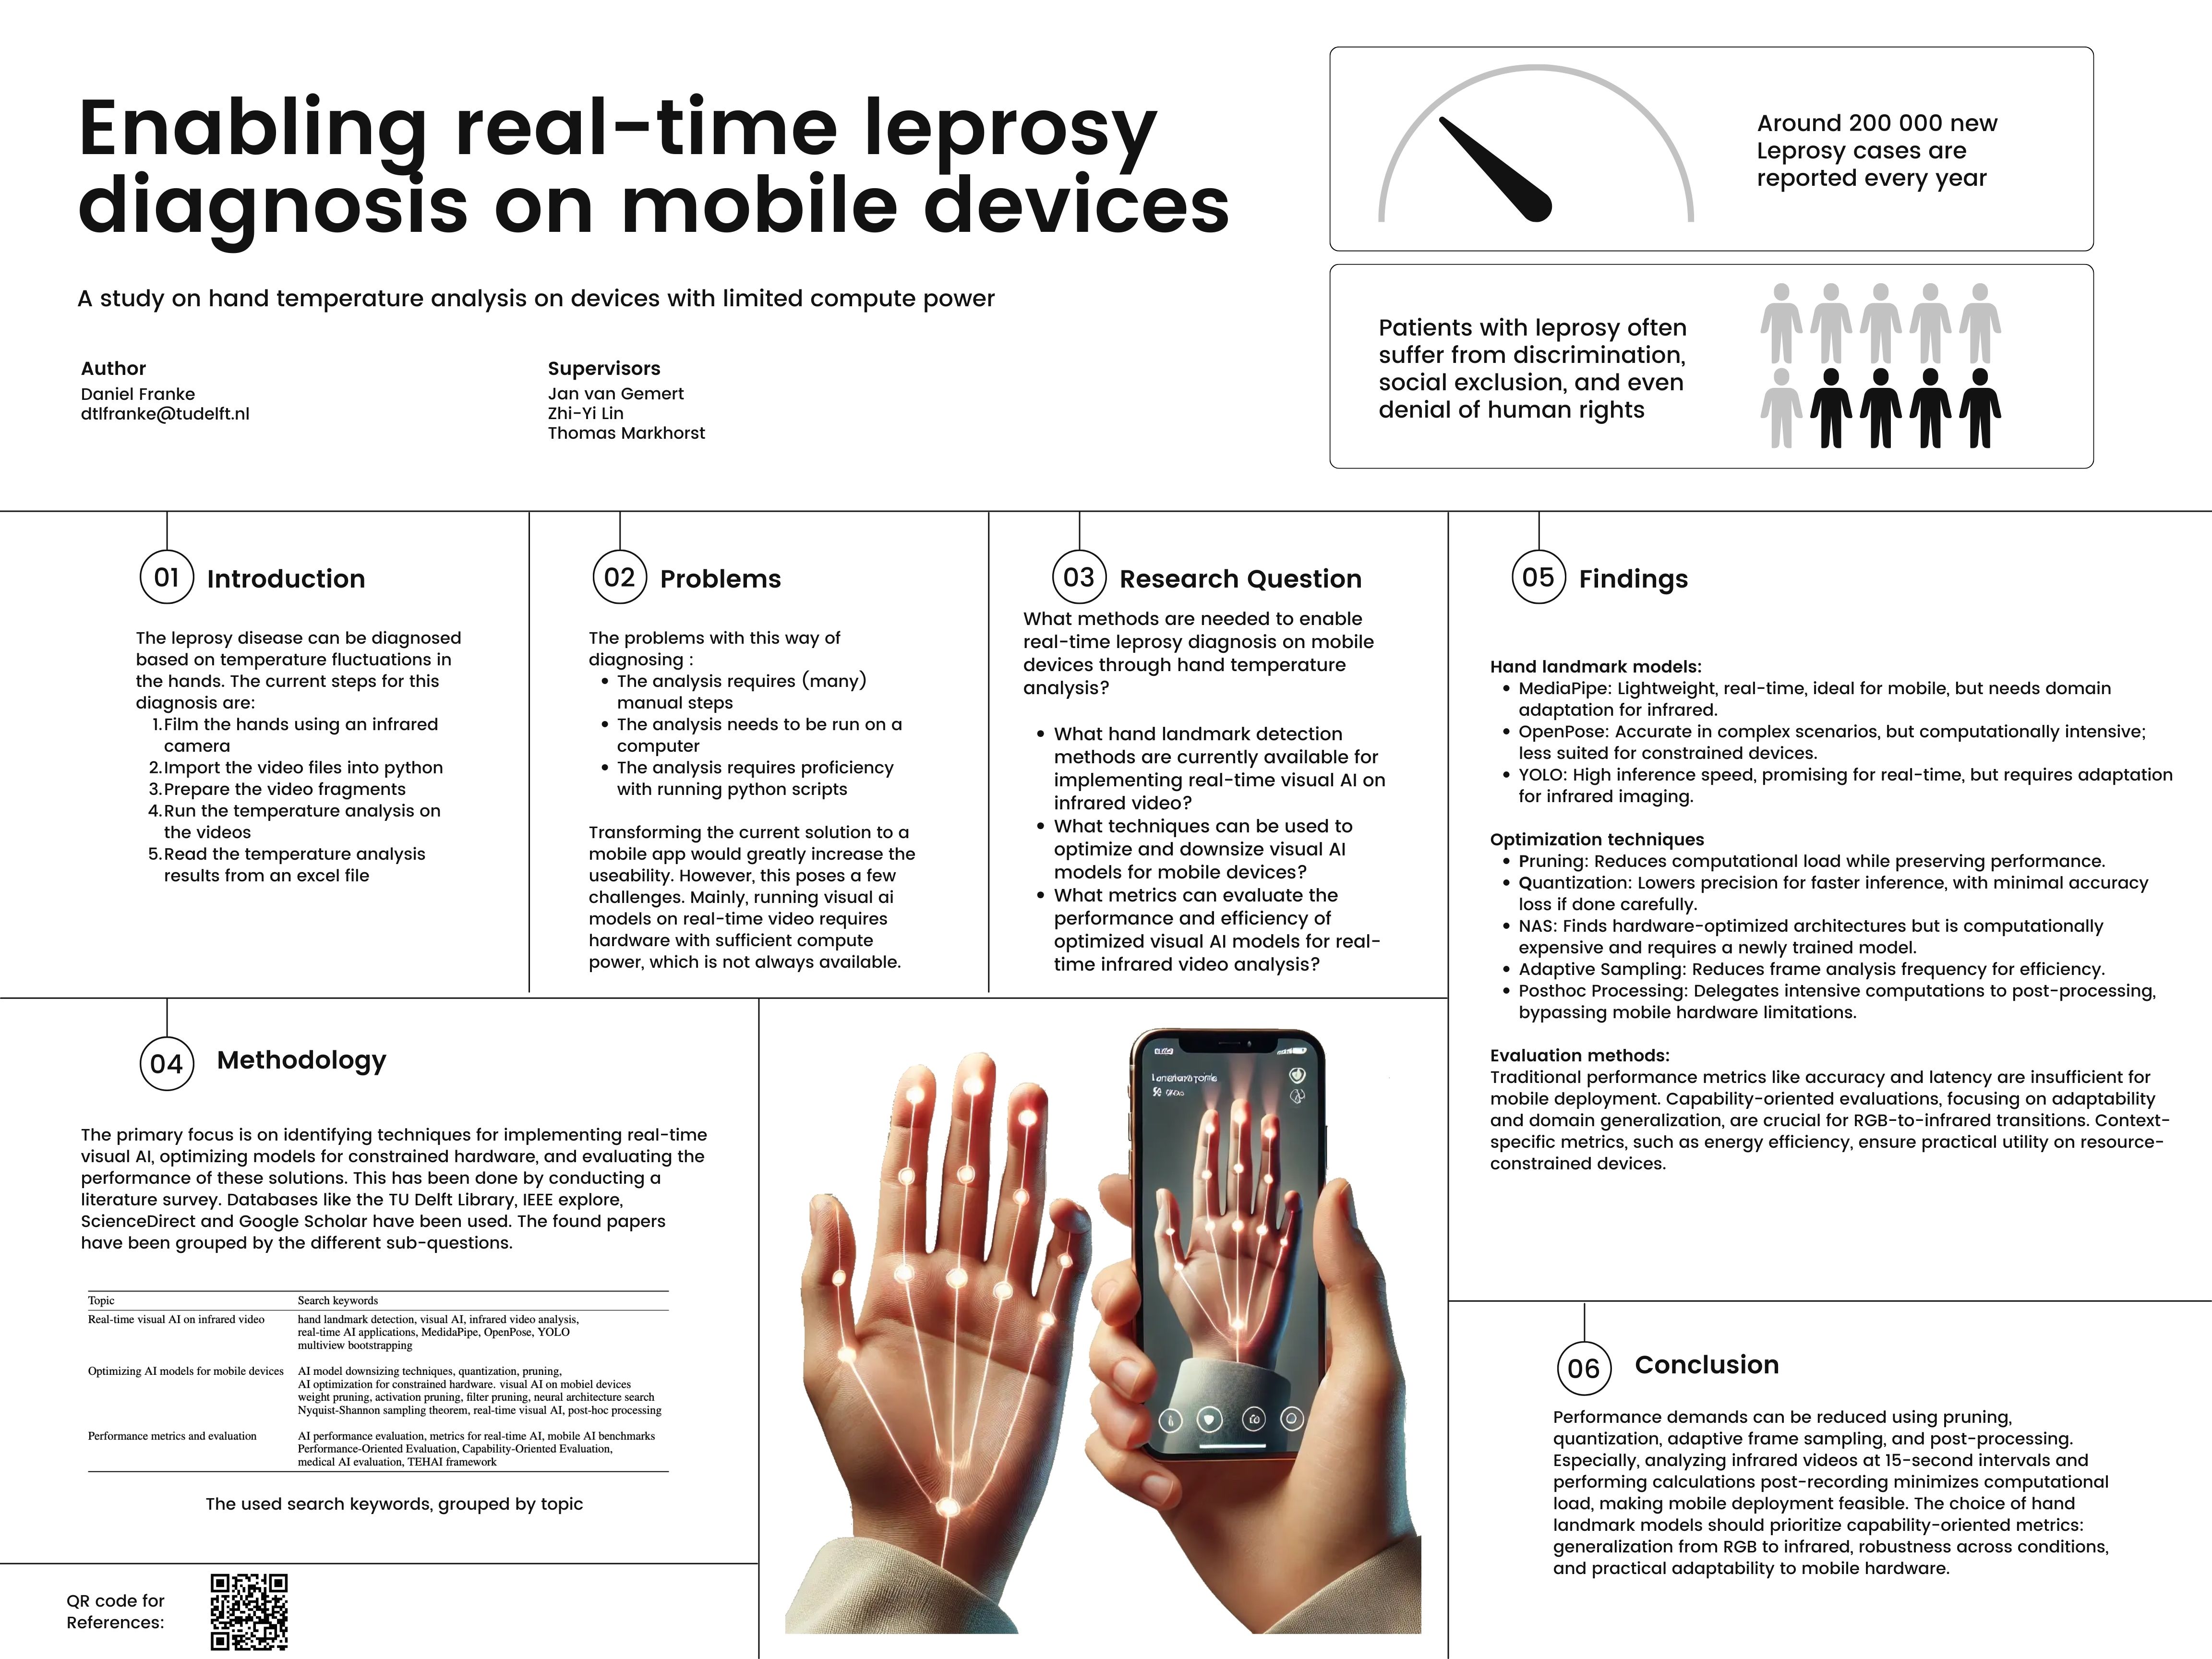 Enabling real-time leprosy
diagnosis on mobile devices
A study on hand temperature analysis on devices with limited compute power
Author
Daniel Franke
dtlfranke@tudelft.nl
Supervisors
Jan van Gemert
Zhi-Yi Lin
Thomas Markhorst
Around 200 000 new
Leprosy cases are
reported every year
Patients with leprosy often
suffer from discrimination,
social exclusion, and even
denial of human rights
01 Introduction
The leprosy disease can be diagnosed
based on temperature fluctuations in
the hands. The current steps for this
diagnosis are:
1. Film the hands using an infrared
camera
2. Import the video files into python
3. Prepare the video fragments
4. Run the temperature analysis on
the videos
5. Read the temperature analysis
results from an excel file
02 Problems
The problems with this way of
diagnosing :
• The analysis requires (many)
manual steps
• The analysis needs to be run on a
computer
• The analysis requires proficiency
with running python scripts
Transforming the current solution to a
mobile app would greatly increase the
useability. However, this poses a few
challenges. Mainly, running visual ai
models on real-time video requires
hardware with sufficient compute
power, which is not always available.
03 Research Question
What methods are needed to enable
real-time leprosy diagnosis on mobile
devices through hand temperature
analysis?
• What hand landmark detection
methods are currently available for
implementing real-time visual AI on
infrared video?
• What techniques can be used to
optimize and downsize visual AI
models for mobile devices?
• What metrics can evaluate the
performance and efficiency of
optimized visual AI models for real-
time infrared video analysis?
04 Methodology
The primary focus is on identifying techniques for implementing real-time
visual AI, optimizing models for constrained hardware, and evaluating the
performance of these solutions. This has been done by conducting a
literature survey. Databases like the TU Delft Library, IEEE explore,
ScienceDirect and Google Scholar have been used. The found papers
have been grouped by the different sub-questions.
Topic Search keywords
Real-time visual AI on infrared video hand landmark detection, visual AI, infrared video analysis,
real-time AI applications, MedidaPipe, OpenPose, YOLO
multiview bootstrapping
Optimizing AI models for mobile devices AI model downsizing techniques, quantization, pruning,
AI optimization for constrained hardware. visual AI on mobiel devices
weight pruning, activation pruning, filter pruning, neural architecture search
Nyquist-Shannon sampling theorem, real-time visual AI, post-hoc processing
Performance metrics and evaluation AI performance evaluation, metrics for real-time AI, mobile AI benchmarks
Performance-Oriented Evaluation, Capability-Oriented Evaluation,
medical AI evaluation, TEHAI framework
The used search keywords, grouped by topic
QR code for
References:
05 Findings
Hand landmark models:
• MediaPipe: Lightweight, real-time, ideal for mobile, but needs domain
adaptation for infrared.
• OpenPose: Accurate in complex scenarios, but computationally intensive;
less suited for constrained devices.
• YOLO: High inference speed, promising for real-time, but requires adaptation
for infrared imaging.
Optimization techniques
• Pruning: Reduces computational load while preserving performance.
• Quantization: Lowers precision for faster inference, with minimal accuracy
loss if done carefully.
• NAS: Finds hardware-optimized architectures but is computationally
expensive and requires a newly trained model.
• Adaptive Sampling: Reduces frame analysis frequency for efficiency.
• Posthoc Processing: Delegates intensive computations to post-processing,
bypassing mobile hardware limitations.
Evaluation methods:
Traditional performance metrics like accuracy and latency are insufficient for
mobile deployment. Capability-oriented evaluations, focusing on adaptability
and domain generalization, are crucial for RGB-to-infrared transitions. Context-
specific metrics, such as energy efficiency, ensure practical utility on resource-
constrained devices.
06 Conclusion
Performance demands can be reduced using pruning,
quantization, adaptive frame sampling, and post-processing.
Especially, analyzing infrared videos at 15-second intervals and
performing calculations post-recording minimizes computational
load, making mobile deployment feasible. The choice of hand
landmark models should prioritize capability-oriented metrics:
generalization from RGB to infrared, robustness across conditions,
and practical adaptability to mobile hardware.